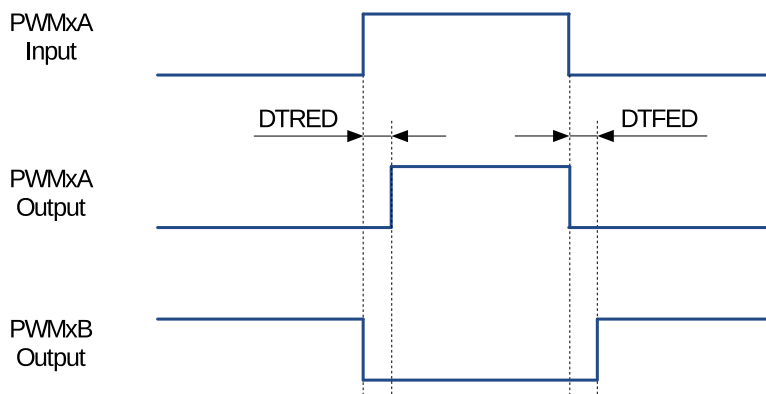 PWMxA
Input
DTRED
DTFED
PWMxA
Output
PWMxB
Output